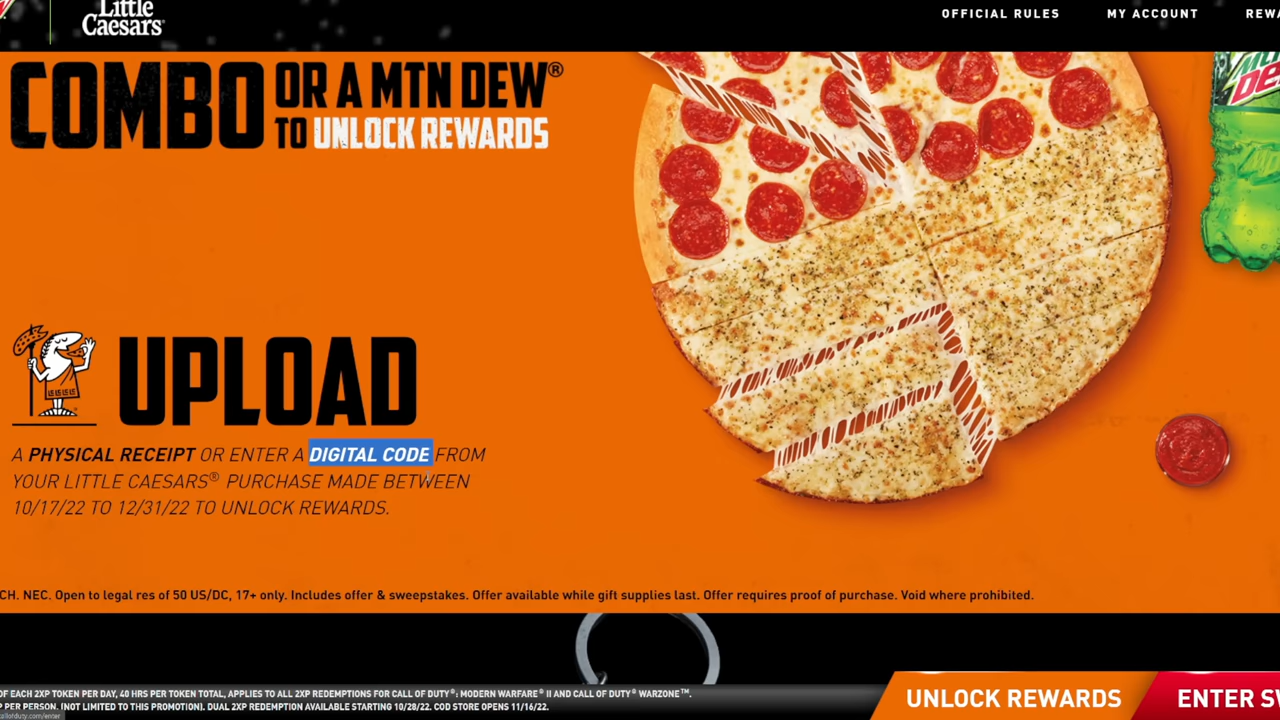 Little
Caesars®
OFFICIAL RULES
MY ACCOUNT
COMBO OR A MTN DEW®
TO UNLOCK REWARDS
UPLOAD
A PHYSICAL RECEIPT OR ENTER A DIGITAL CODE FROM
YOUR LITTLE CAESARS® PURCHASE MADE BETWEEN
10/17/22 TO 12/31/22 TO UNLOCK REWARDS.
CH. NEC. Open to legal res of 50 US/DC, 17+ only. Includes offer & sweepstakes. Offer available while gift supplies last. Offer requires proof of purchase. Void where prohibited.
OF EACH 2XP TOKEN PER DAY, 40 HRS PER TOKEN TOTAL, APPLIES TO ALL 2XP REDEMPTIONS FOR CALL OF DUTY®: MODERN WARFARE® II AND CALL OF DUTY® WARZONE™.
PER PERSON. (NOT LIMITED TO THIS PROMOTION). DUAL 2XP REDEMPTION AVAILABLE STARTING 10/28/22. COD STORE OPENS 11/16/22.
UNLOCK REWARDS
ENTER